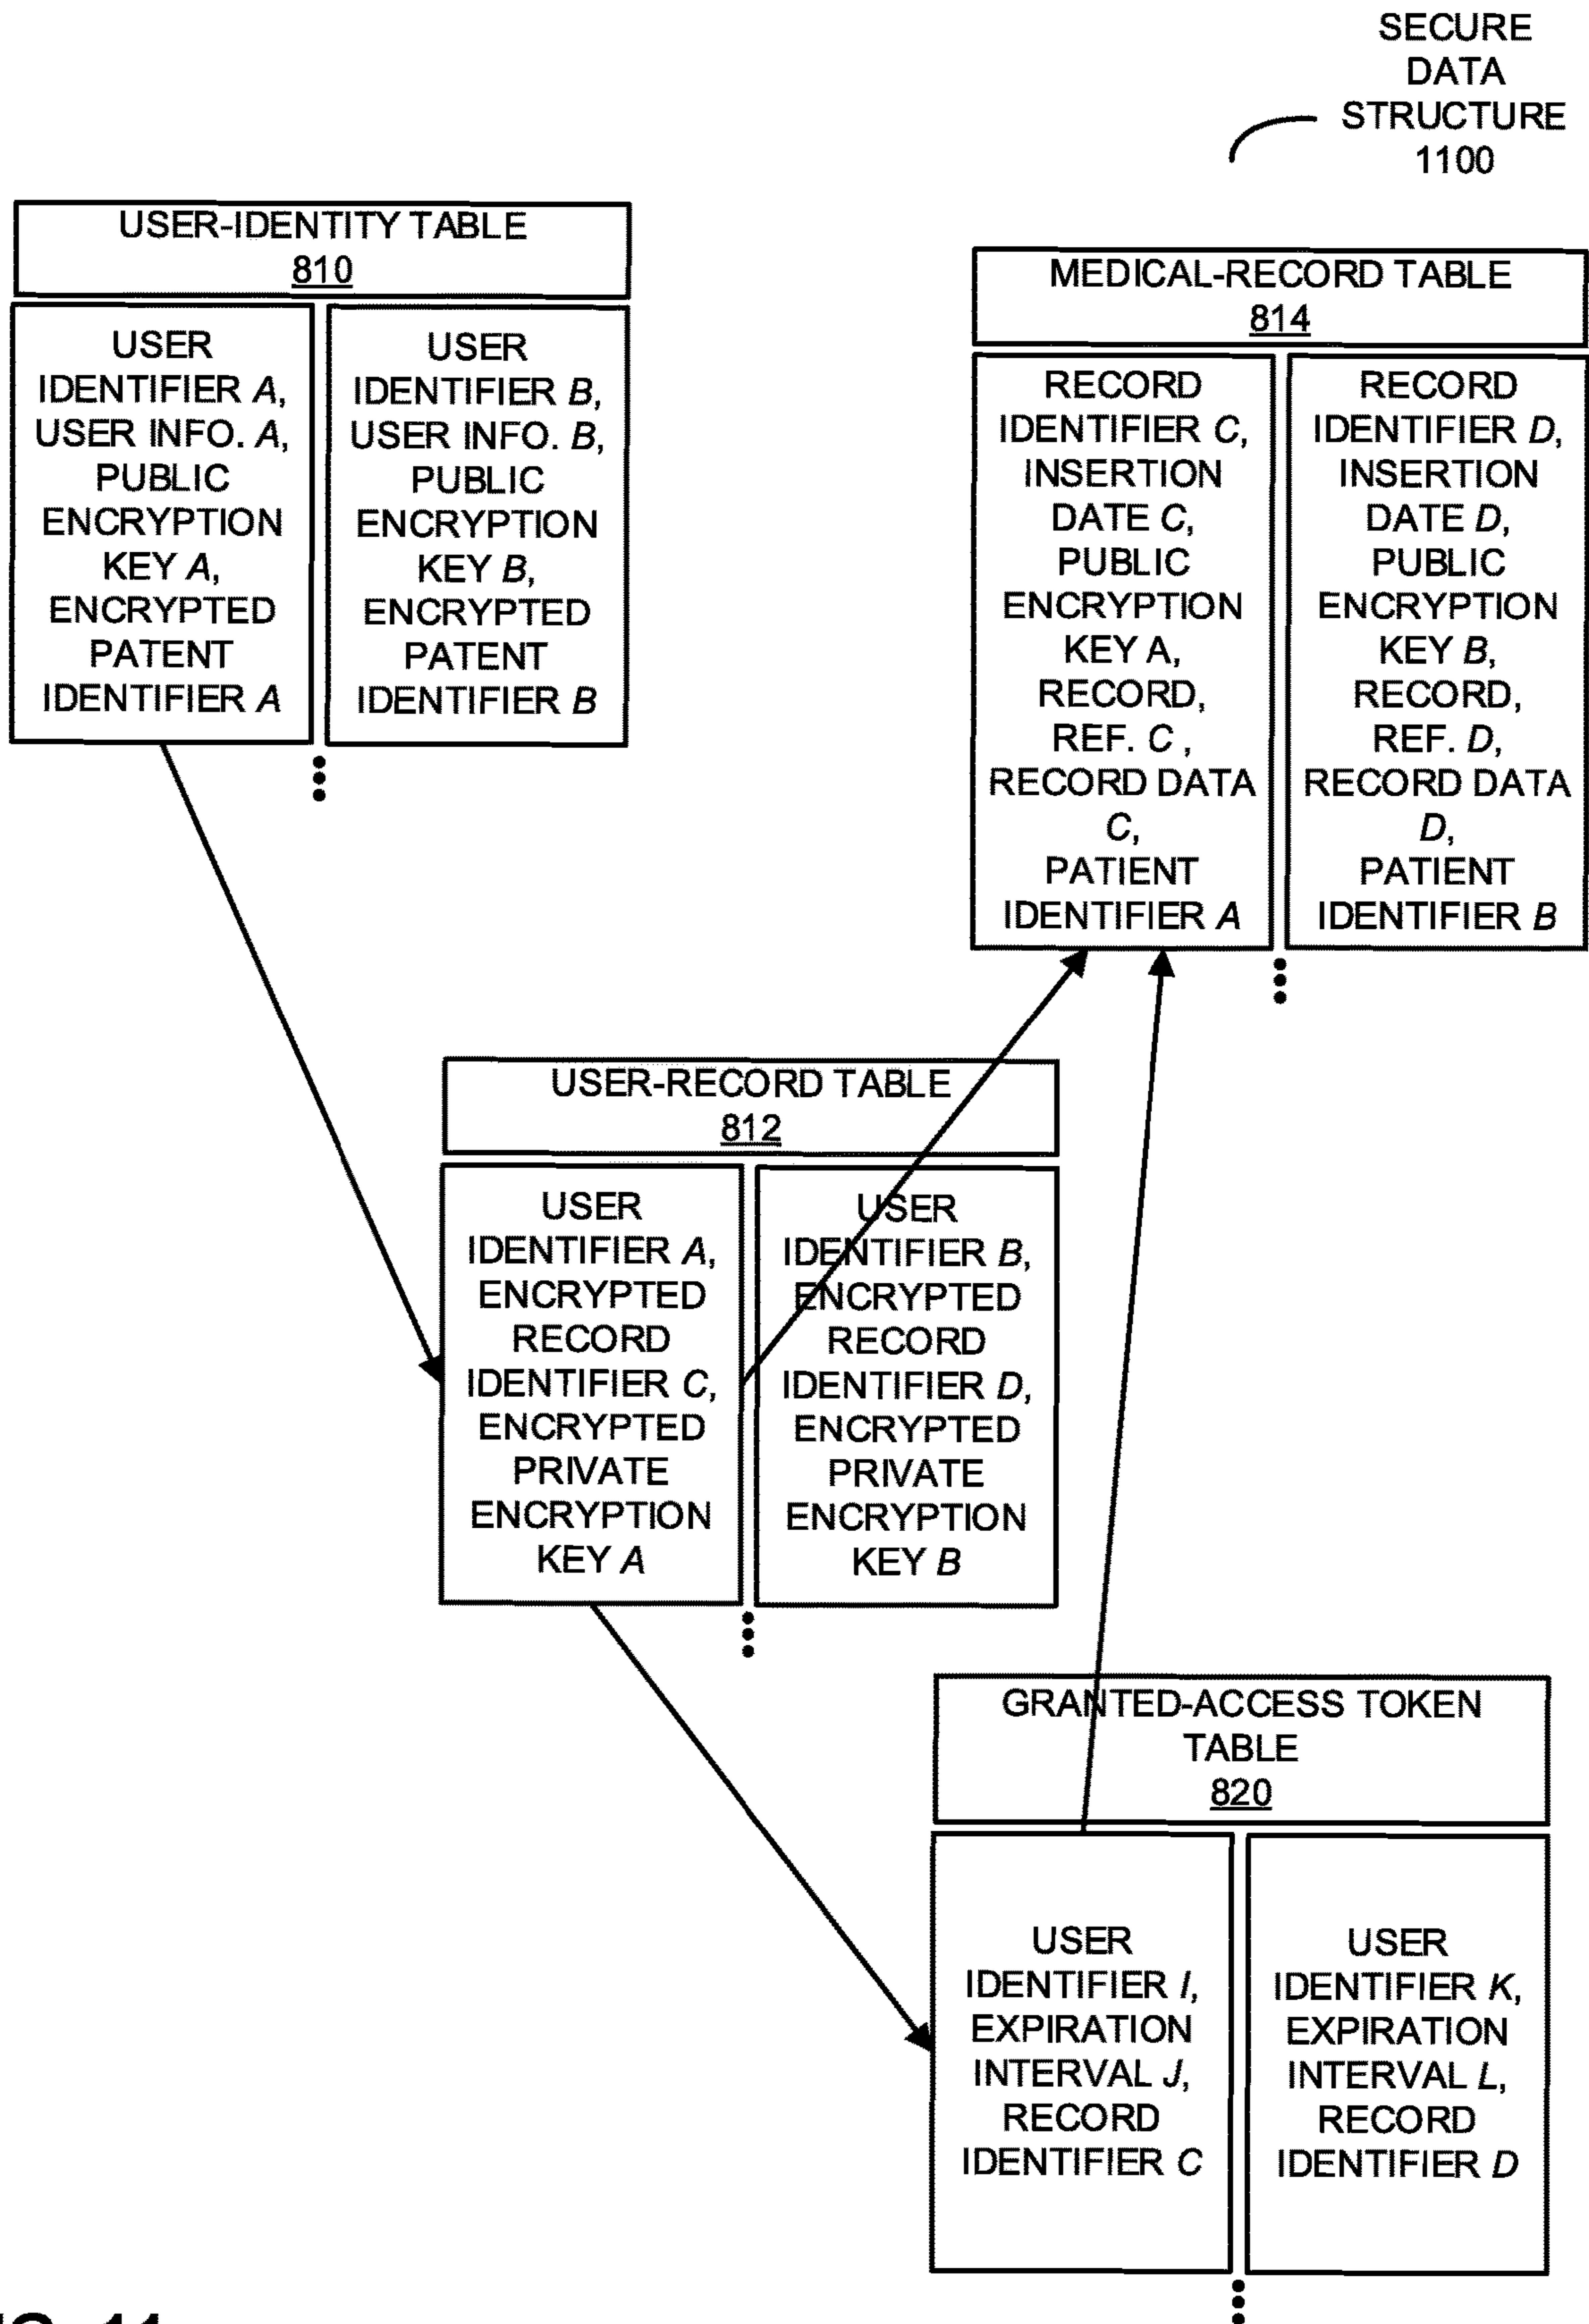 SECURE
DATA
STRUCTURE
1100
USER-IDENTITY TABLE
810
USER
IDENTIFIER A,
USER INFO. A,
PUBLIC
ENCRYPTION
KEY A,
ENCRYPTED
PATENT
IDENTIFIER A
USER
IDENTIFIER B,
USER INFO. B,
PUBLIC
ENCRYPTION
KEY B,
ENCRYPTED
PATENT
IDENTIFIER B
MEDICAL-RECORD TABLE
814
RECORD
IDENTIFIER C,
INSERTION
DATE C,
PUBLIC
ENCRYPTION
KEY A,
RECORD,
REF. C ,
RECORD DATA
C,
PATIENT
IDENTIFIER A
RECORD
IDENTIFIER D,
INSERTION
DATE D,
PUBLIC
ENCRYPTION
KEY B,
RECORD,
REF. D,
RECORD DATA
D,
PATIENT
IDENTIFIER B
USER-RECORD TABLE
812
USER
IDENTIFIER A,
ENCRYPTED
RECORD
IDENTIFIER C,
ENCRYPTED
PRIVATE
ENCRYPTION
KEY A
USER
IDENTIFIER B,
ENCRYPTED
RECORD
IDENTIFIER D,
ENCRYPTED
PRIVATE
ENCRYPTION
KEY B
GRANTED-ACCESS TOKEN
TABLE
820
USER
IDENTIFIER I,
EXPIRATION
INTERVAL J,
RECORD
IDENTIFIER C
USER
IDENTIFIER K,
EXPIRATION
INTERVAL L,
RECORD
IDENTIFIER D